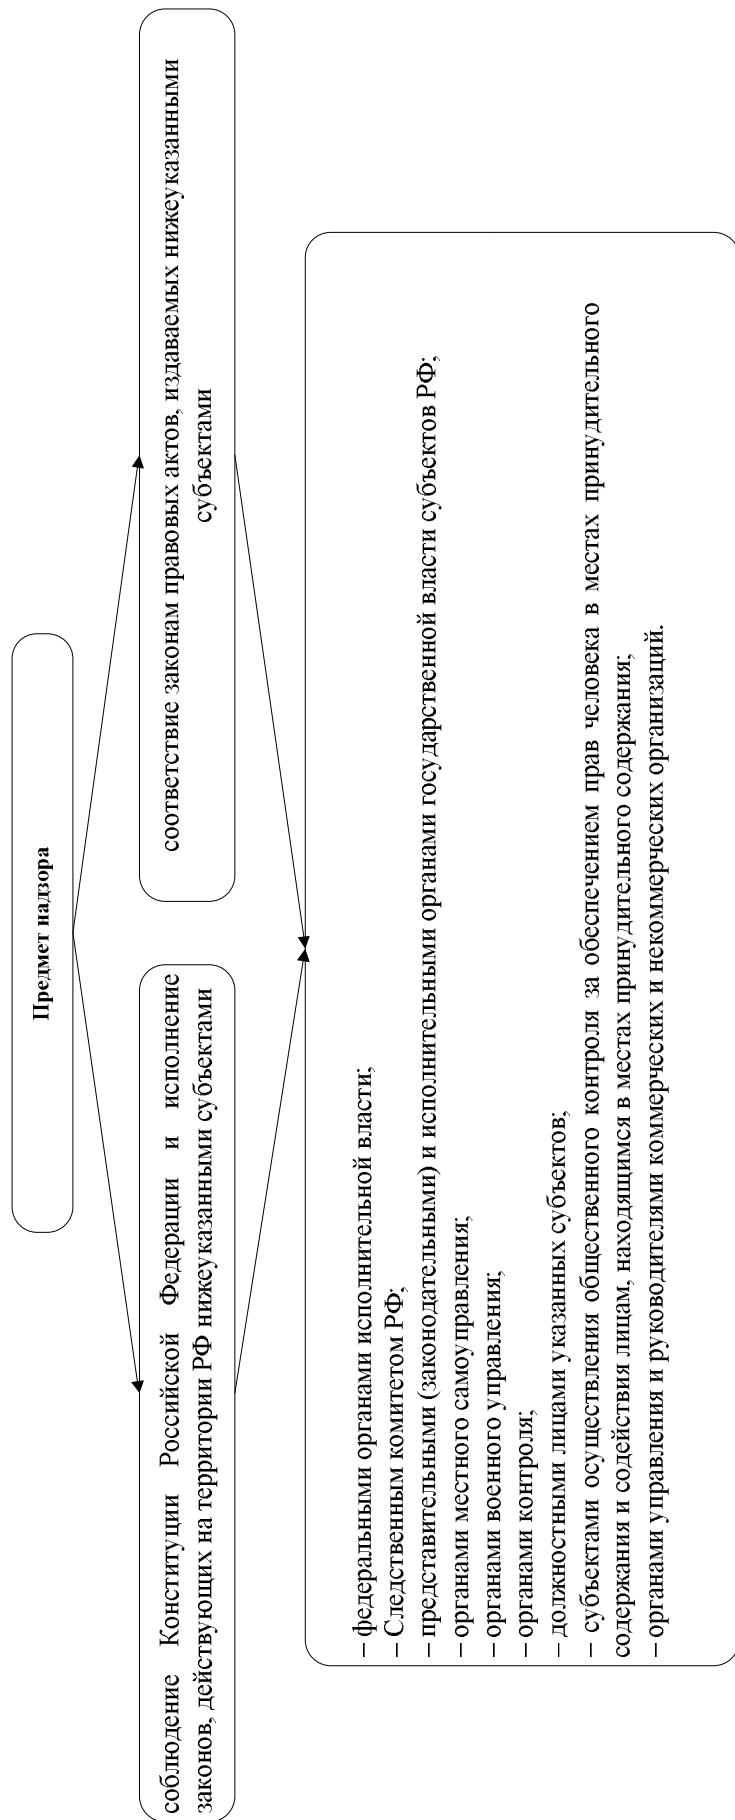 Предмет надзора
соблюдение Конституции Российской Федерации и исполнение
законов, действующих на территории РФ нижеуказанными субъектами
соответствие законам правовых актов, издаваемых нижеуказанными
субъектами
– федеральными органами исполнительной власти;
– Следственным комитетом РФ;
– представительными (законодательными) и исполнительными органами государственной власти субъектов РФ;
– органами местного самоуправления;
– органами военного управления;
– органами контроля;
– должностными лицами указанных субъектов;
– субъектами осуществления общественного контроля за обеспечением прав человека в местах принудительного
содержания и содействия лицам, находящимся в местах принудительного содержания;
– органами управления и руководителями коммерческих и некоммерческих организаций.